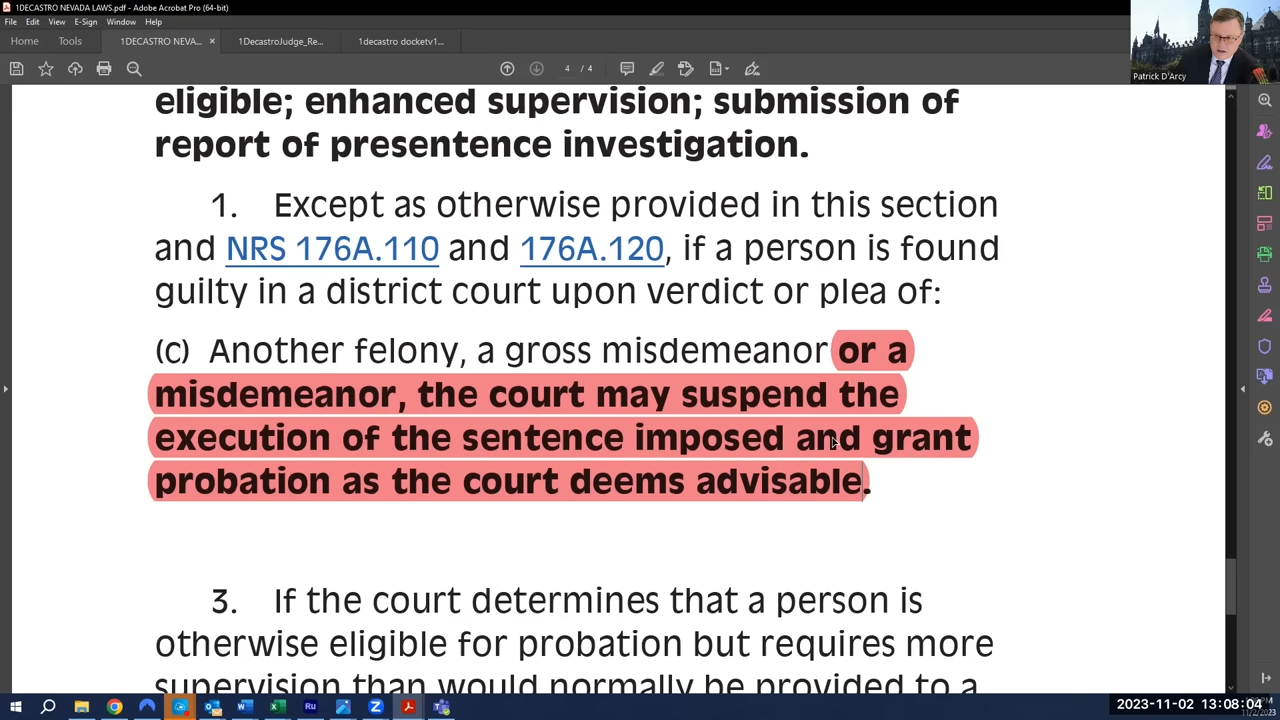 1DECASTRO NEVADA LAWS.pdf - Adobe Acrobat Pro (64-bit)
File Edit View E-Sign Window Help
Home Tools 1DECASTRO NEVA... × 1DecastroJudge_Re... 1decastro docketv1...
4 / 4
Patrick D'Arcy
eligible; enhanced supervision; submission of
report of presentence investigation.
1. Except as otherwise provided in this section
and NRS 176A.110 and 176A.120, if a person is found
guilty in a district court upon verdict or plea of:
(c) Another felony, a gross misdemeanor or a
misdemeanor, the court may suspend the
execution of the sentence imposed and grant
probation as the court deems advisable.
3. If the court determines that a person is
otherwise eligible for probation but requires more
supervision than would normally be provided to a
2023-11-02 13:08:04